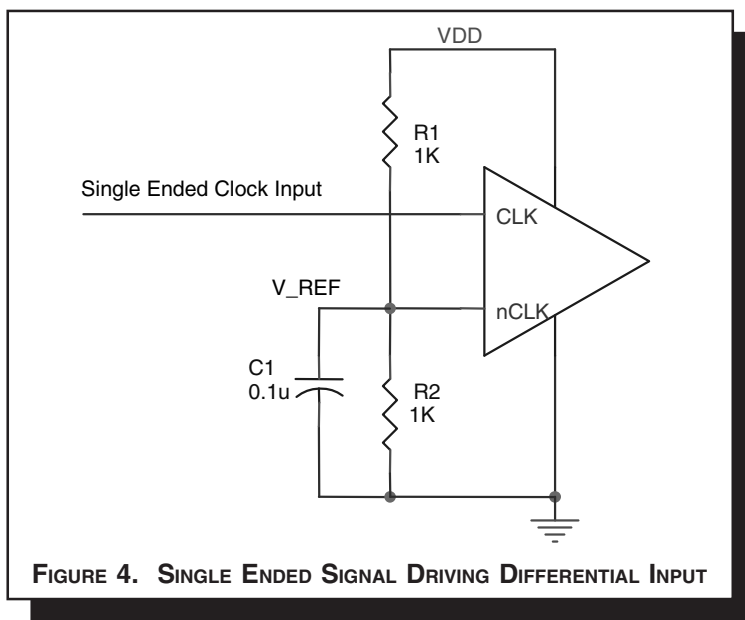 VDD
R1
1K
Single Ended Clock Input
CLK
V_REF
nCLK
C1
0.1u
R2
1K
FIGURE 4. SINGLE ENDED SIGNAL DRIVING DIFFERENTIAL INPUT